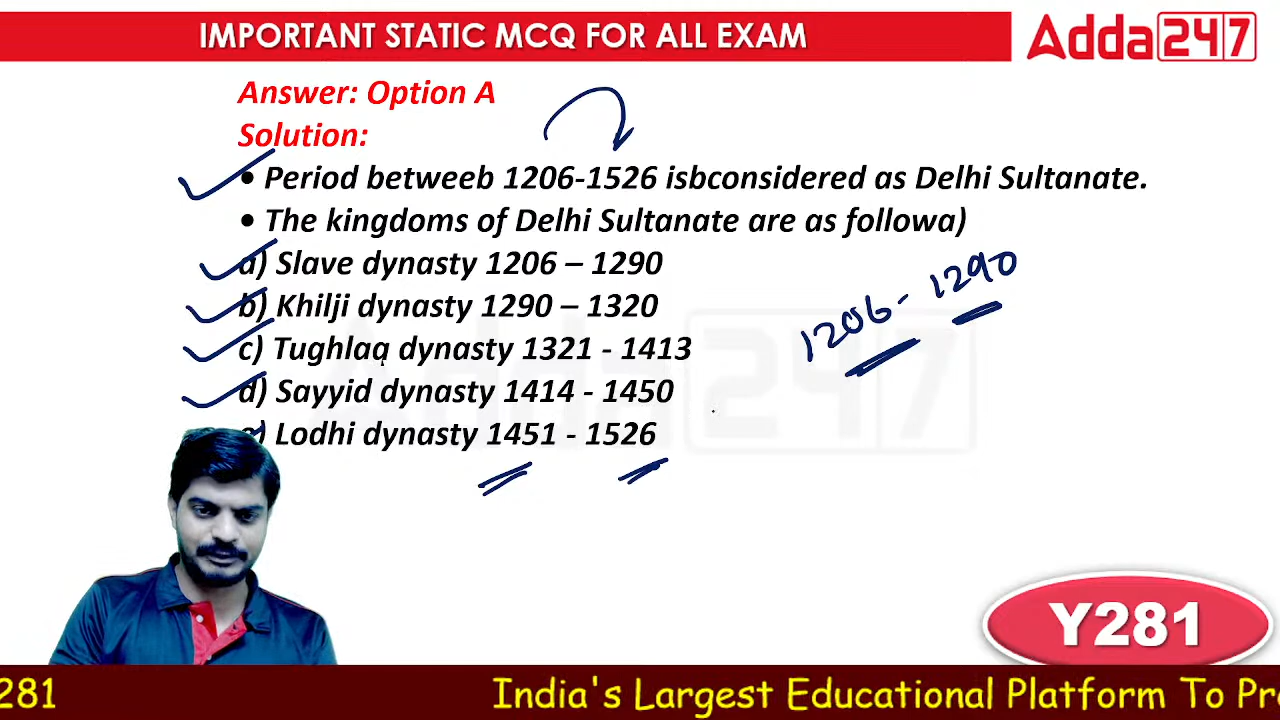 IMPORTANT STATIC MCQ FOR ALL EXAM
Adda247
Answer: Option A
Solution:
• Period betweeb 1206-1526 isbconsidered as Delhi Sultanate.
• The kingdoms of Delhi Sultanate are as followa)
a) Slave dynasty 1206 – 1290
b) Khilji dynasty 1290 – 1320
c) Tughlaq dynasty 1321 - 1413
d) Sayyid dynasty 1414 - 1450
e) Lodhi dynasty 1451 - 1526
1206 - 1290
Adda247
Y281
281 India's Largest Educational Platform To Pr